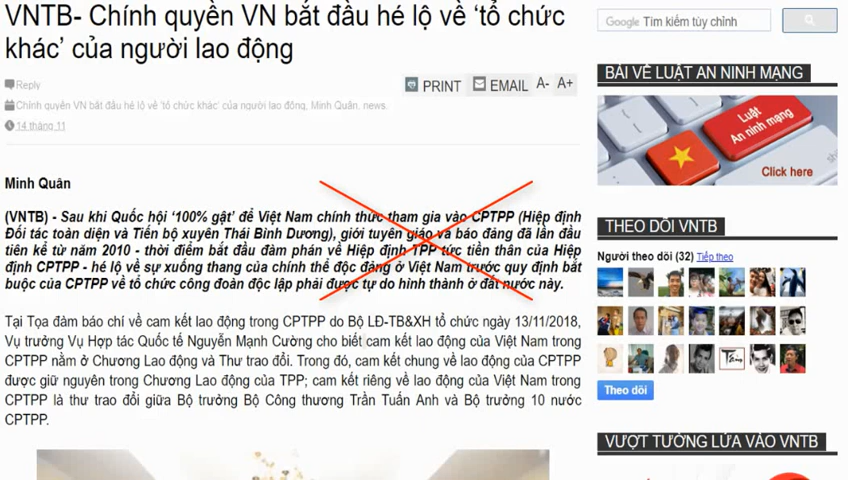 VNTB- Chính quyền VN bắt đầu hé lộ về ‘tổ chức
khác’ của người lao động
Reply
PRINT EMAIL A- A+
Chính quyền VN bắt đầu hé lộ về 'tổ chức khác' của người lao động, Minh Quân, news.
14 tháng 11
Minh Quân
(VNTB) - Sau khi Quốc hội ‘100% gật’ để Việt Nam chính thức tham gia vào CPTPP (Hiệp định
Đối tác toàn diện và Tiến bộ xuyên Thái Bình Dương), giới tuyên giáo và báo đảng đã lần đầu
tiên kể từ năm 2010 - thời điểm bắt đầu đàm phán về Hiệp định TPP tức tiền thân của Hiệp
định CPTPP - hé lộ về sự xuống thang của chính thể độc đảng ở Việt Nam trước quy định bắt
buộc của CPTPP về tổ chức công đoàn độc lập phải được tự do hình thành ở đất nước này.
Tại Tọa đàm báo chí về cam kết lao động trong CPTPP do Bộ LĐ-TB&XH tổ chức ngày 13/11/2018,
Vụ trưởng Vụ Hợp tác Quốc tế Nguyễn Mạnh Cường cho biết cam kết lao động của Việt Nam trong
CPTPP nằm ở Chương Lao động và Thư trao đổi. Trong đó, cam kết chung về lao động của CPTPP
được giữ nguyên trong Chương Lao động của TPP; cam kết riêng về lao động của Việt Nam trong
CPTPP là thư trao đổi giữa Bộ trưởng Bộ Công thương Trần Tuấn Anh và Bộ trưởng 10 nước
CPTPP.
Google Tìm kiếm tùy chỉnh
BÀI VỀ LUẬT AN NINH MẠNG
Luật
An ninh mạng
Click here
THEO DÕI VNTB
Người theo dõi (32) Tiếp theo
Theo dõi
VƯỢT TƯỜNG LỬA VÀO VNTB